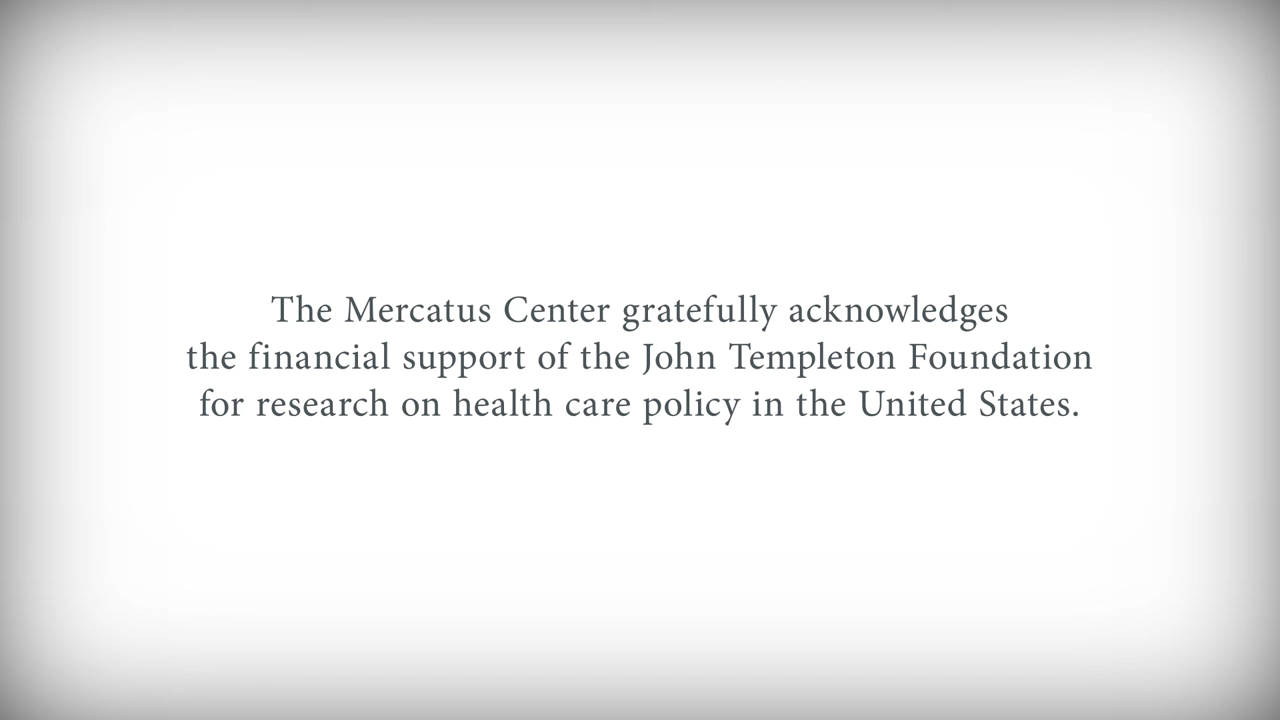 The Mercatus Center gratefully acknowledges
the financial support of the John Templeton Foundation
for research on health care policy in the United States.